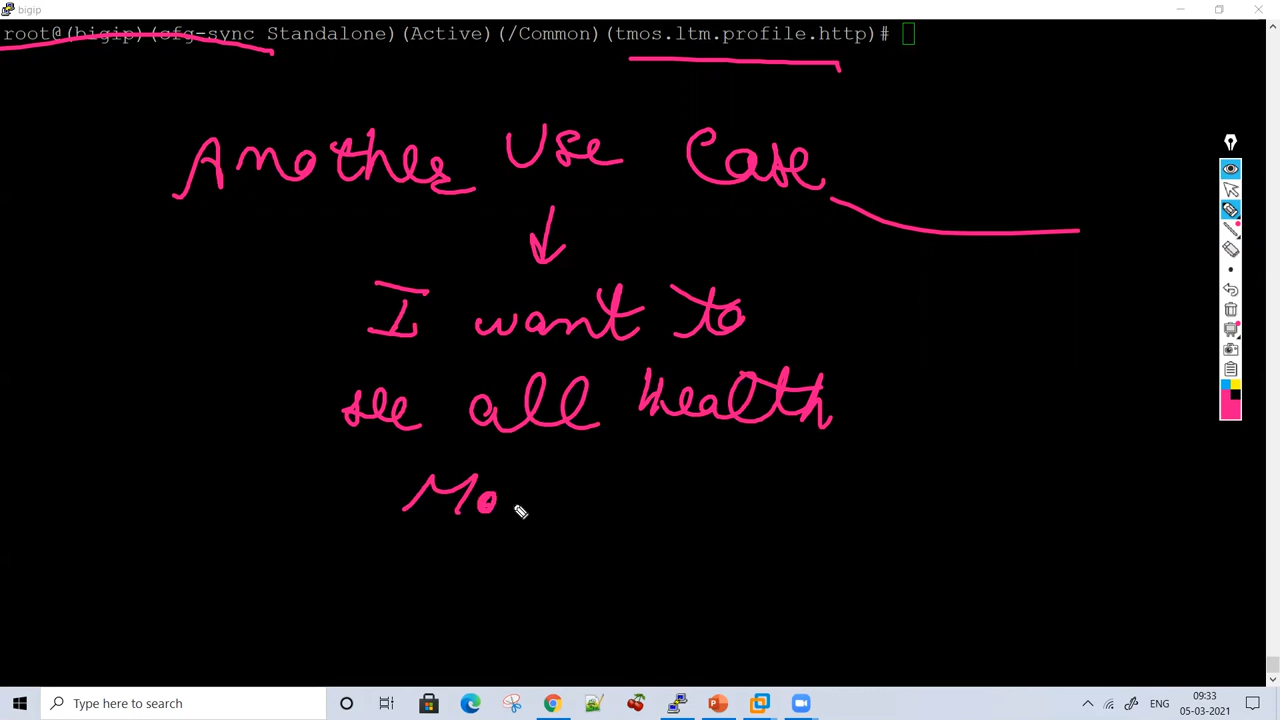 bigip
root@(bigip)(cfg-sync Standalone)(Active)(/Common)(tmos.ltm.profile.http)#
Another Use Case
I want to
see all Health
Mo
Type here to search
ENG
09:33
05-03-2021